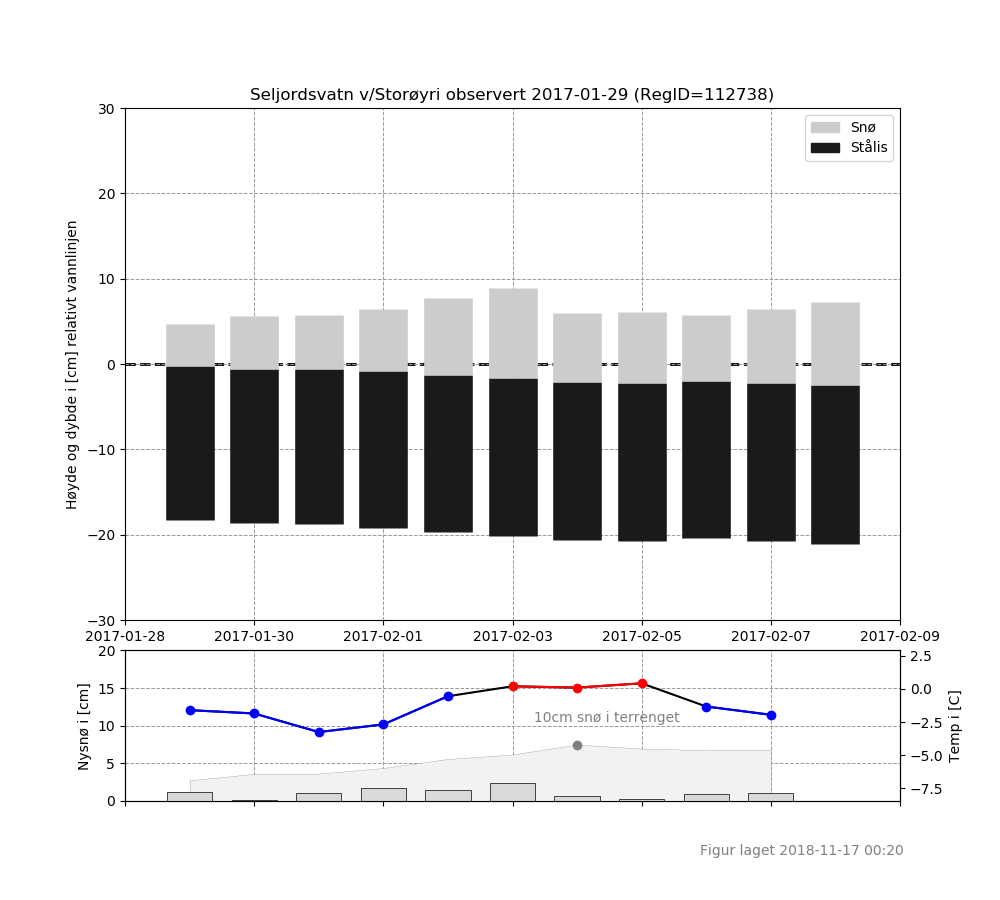 Seljordsvatn v/Storøyri observert 2017-01-29 (RegID=112738)
Høyde og dybde i [cm] relativt vannlinjen
30
20
10
0
−10
−20
−30
Snø
Stålis
2017-01-28 2017-01-30 2017-02-01 2017-02-03 2017-02-05 2017-02-07 2017-02-09
Nysnø i [cm]
20
15
10
5
0
10cm snø i terrenget
2.5
0.0
−2.5
−5.0
−7.5
Temp i [C]
Figur laget 2018-11-17 00:20